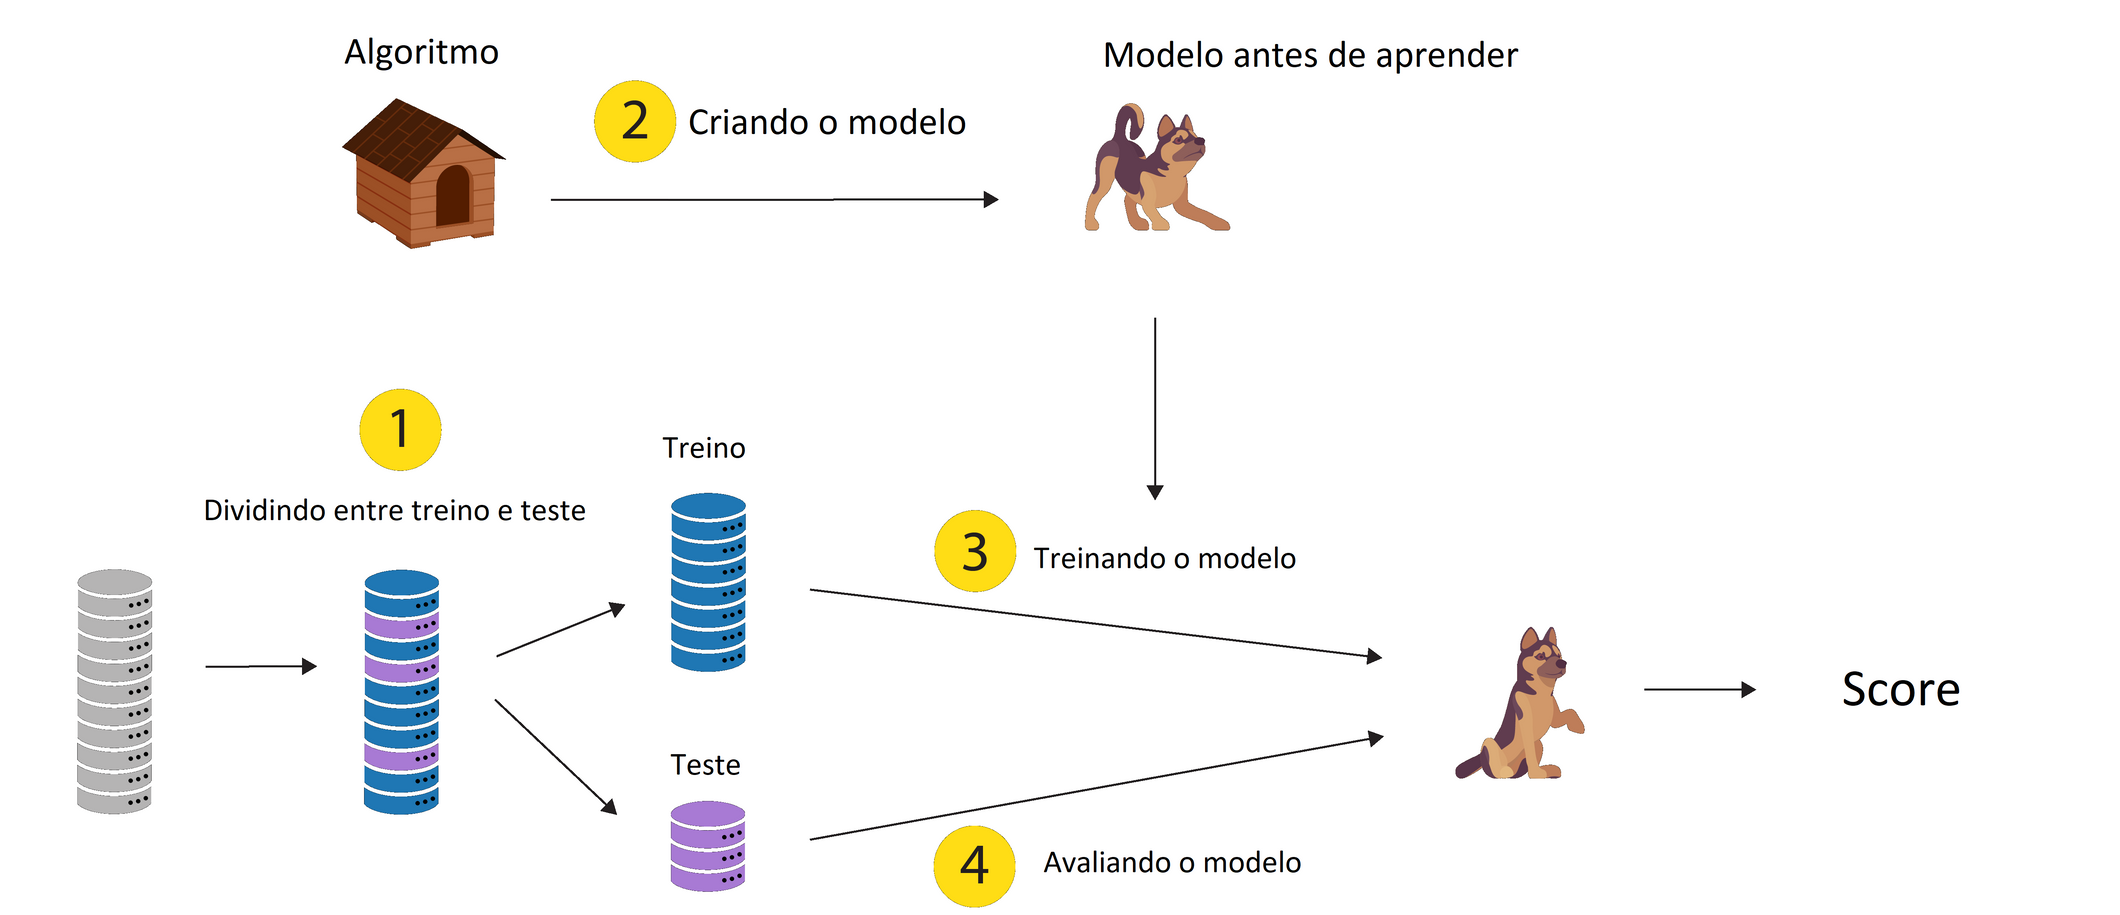 Algoritmo
Modelo antes de aprender
2
Criando o modelo
1
Dividindo entre treino e teste
Treino
3
Treinando o modelo
Score
Teste
4
Avaliando o modelo